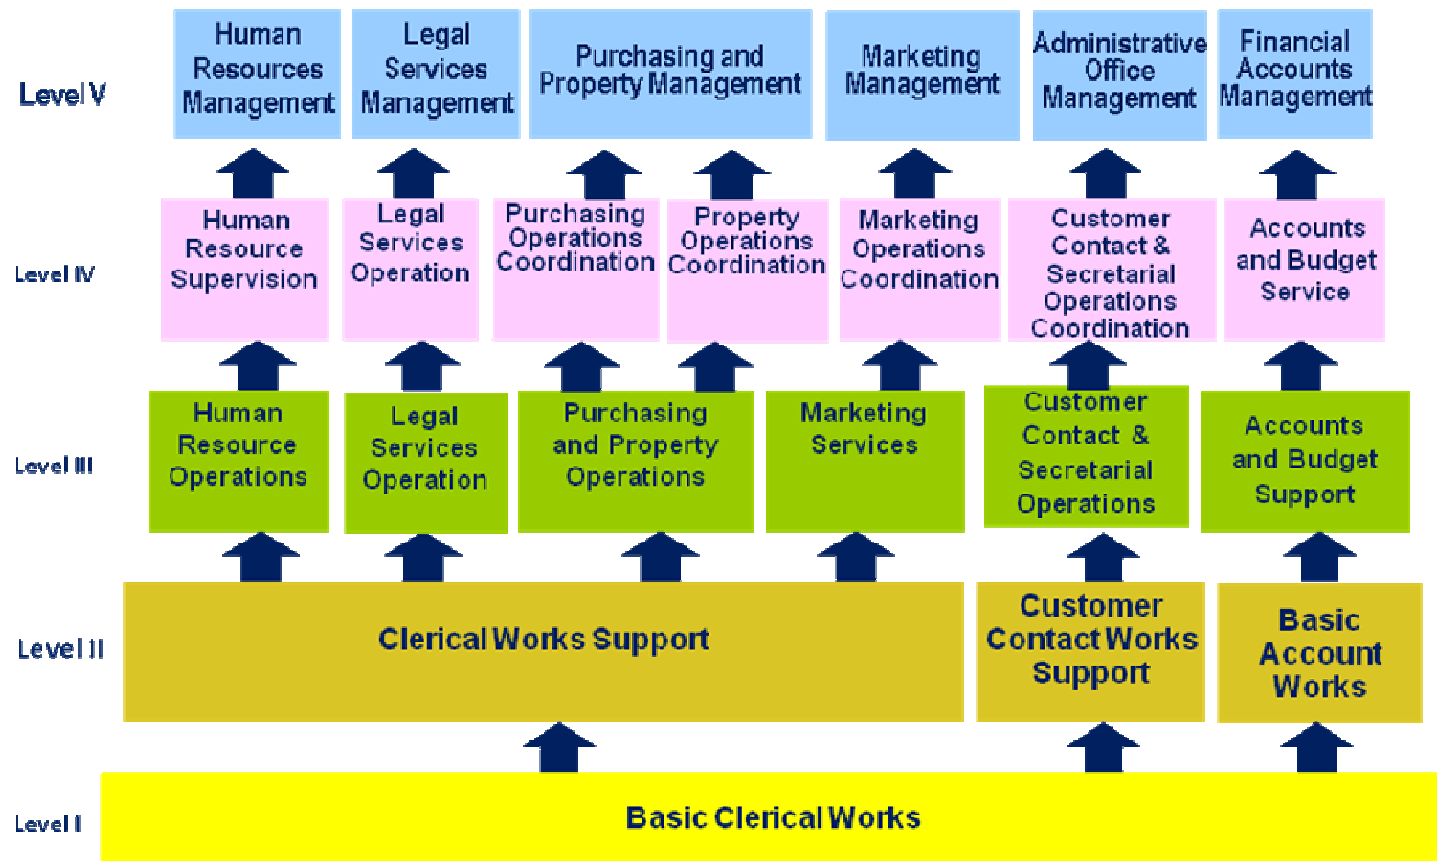 Level V
Human
Resources
Management
Legal
Services
Management
Purchasing and
Property Management
Marketing
Management
Administrative
Office
Management
Financial
Accounts
Management
Level IV
Human
Resource
Supervision
Legal
Services
Operation
Purchasing
Operations
Coordination
Property
Operations
Coordination
Marketing
Operations
Coordination
Customer
Contact &
Secretarial
Operations
Coordination
Accounts
and Budget
Service
Level III
Human
Resource
Operations
Legal
Services
Operation
Purchasing
and Property
Operations
Marketing
Services
Customer
Contact &
Secretarial
Operations
Accounts
and Budget
Support
Level II
Clerical Works Support
Customer
Contact Works
Support
Basic
Account
Works
Level I
Basic Clerical Works